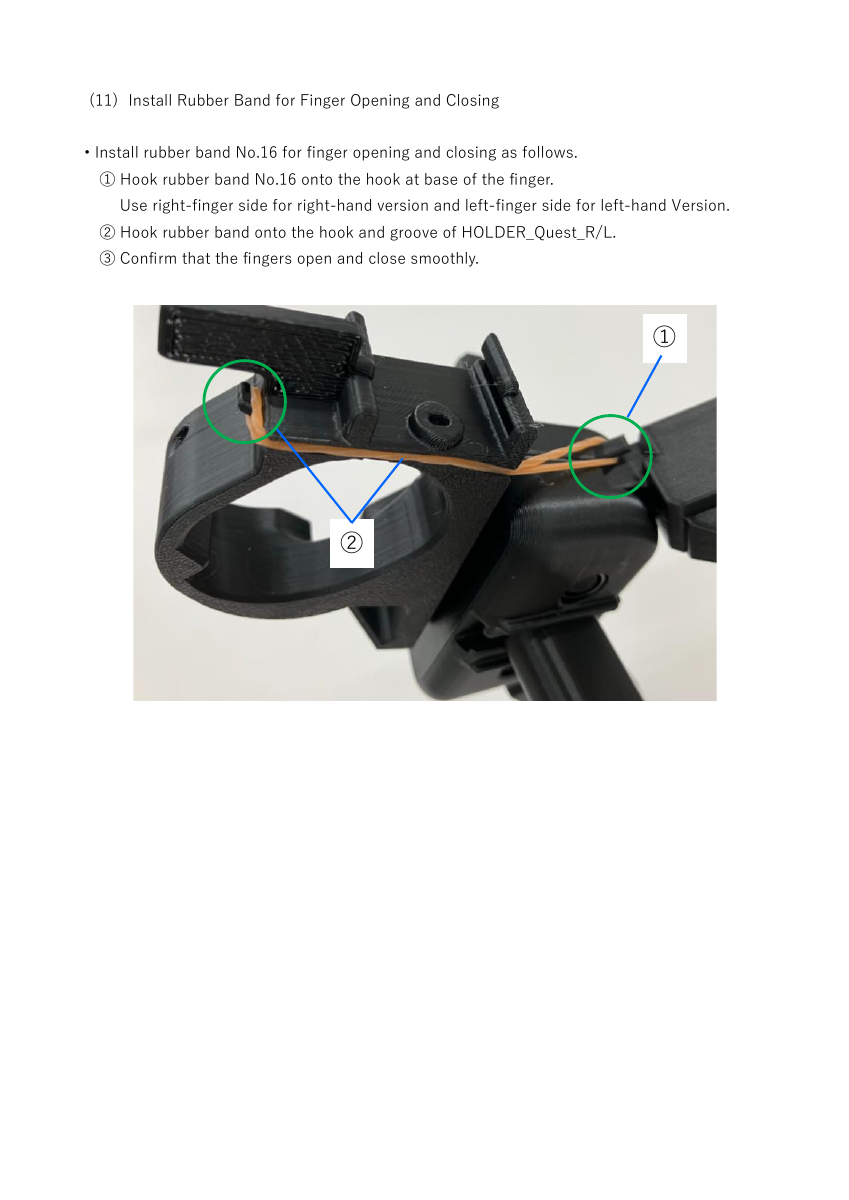 (11) Install Rubber Band for Finger Opening and Closing
・Install rubber band No.16 for finger opening and closing as follows.
① Hook rubber band No.16 onto the hook at base of the finger.
Use right-finger side for right-hand version and left-finger side for left-hand Version.
② Hook rubber band onto the hook and groove of HOLDER_Quest_R/L.
③ Confirm that the fingers open and close smoothly.
①
②